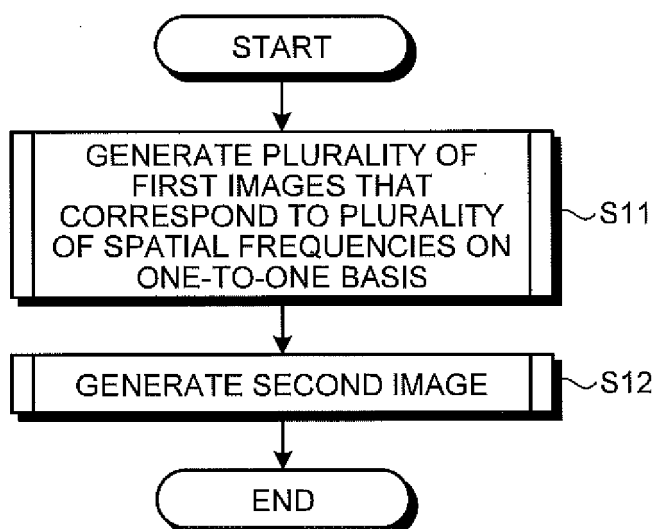 START
GENERATE PLURALITY OF
FIRST IMAGES THAT
CORRESPOND TO PLURALITY
OF SPATIAL FREQUENCIES ON
ONE-TO-ONE BASIS
S11
GENERATE SECOND IMAGE
S12
END